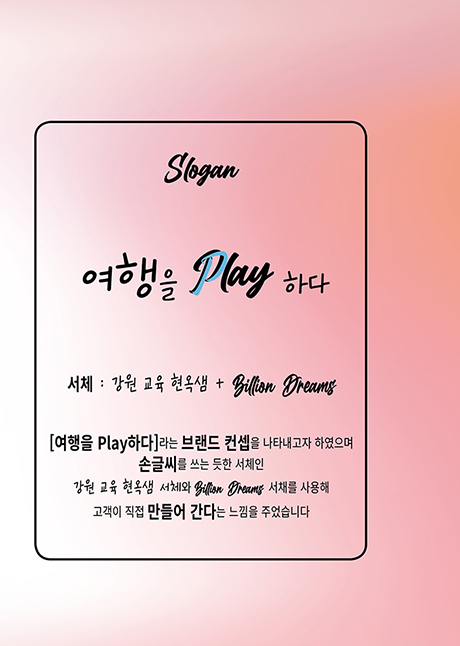 Slogan
여행을 Play 하다
서체 : 강원 교육 현옥샘 + Billion Dreams
[여행을 Play하다]라는 브랜드 컨셉을 나타내고자 하였으며
손글씨를 쓰는 듯한 서체인
강원 교육 현옥샘 서체와 Billion Dreams 서채를 사용해
고객이 직접 만들어 간다는 느낌을 주었습니다